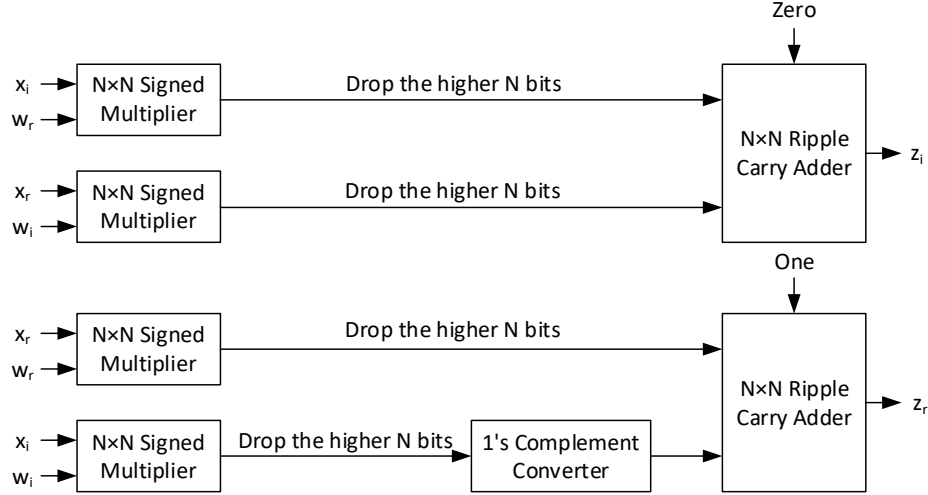 Zero
xᵢ
N×N Signed
Multiplier
wᵣ
Drop the higher N bits
N×N Ripple
Carry Adder
zᵢ
xᵣ
N×N Signed
Multiplier
wᵢ
Drop the higher N bits
One
xᵣ
N×N Signed
Multiplier
wᵣ
Drop the higher N bits
N×N Ripple
Carry Adder
zᵣ
xᵢ
N×N Signed
Multiplier
wᵢ
Drop the higher N bits
1's Complement
Converter